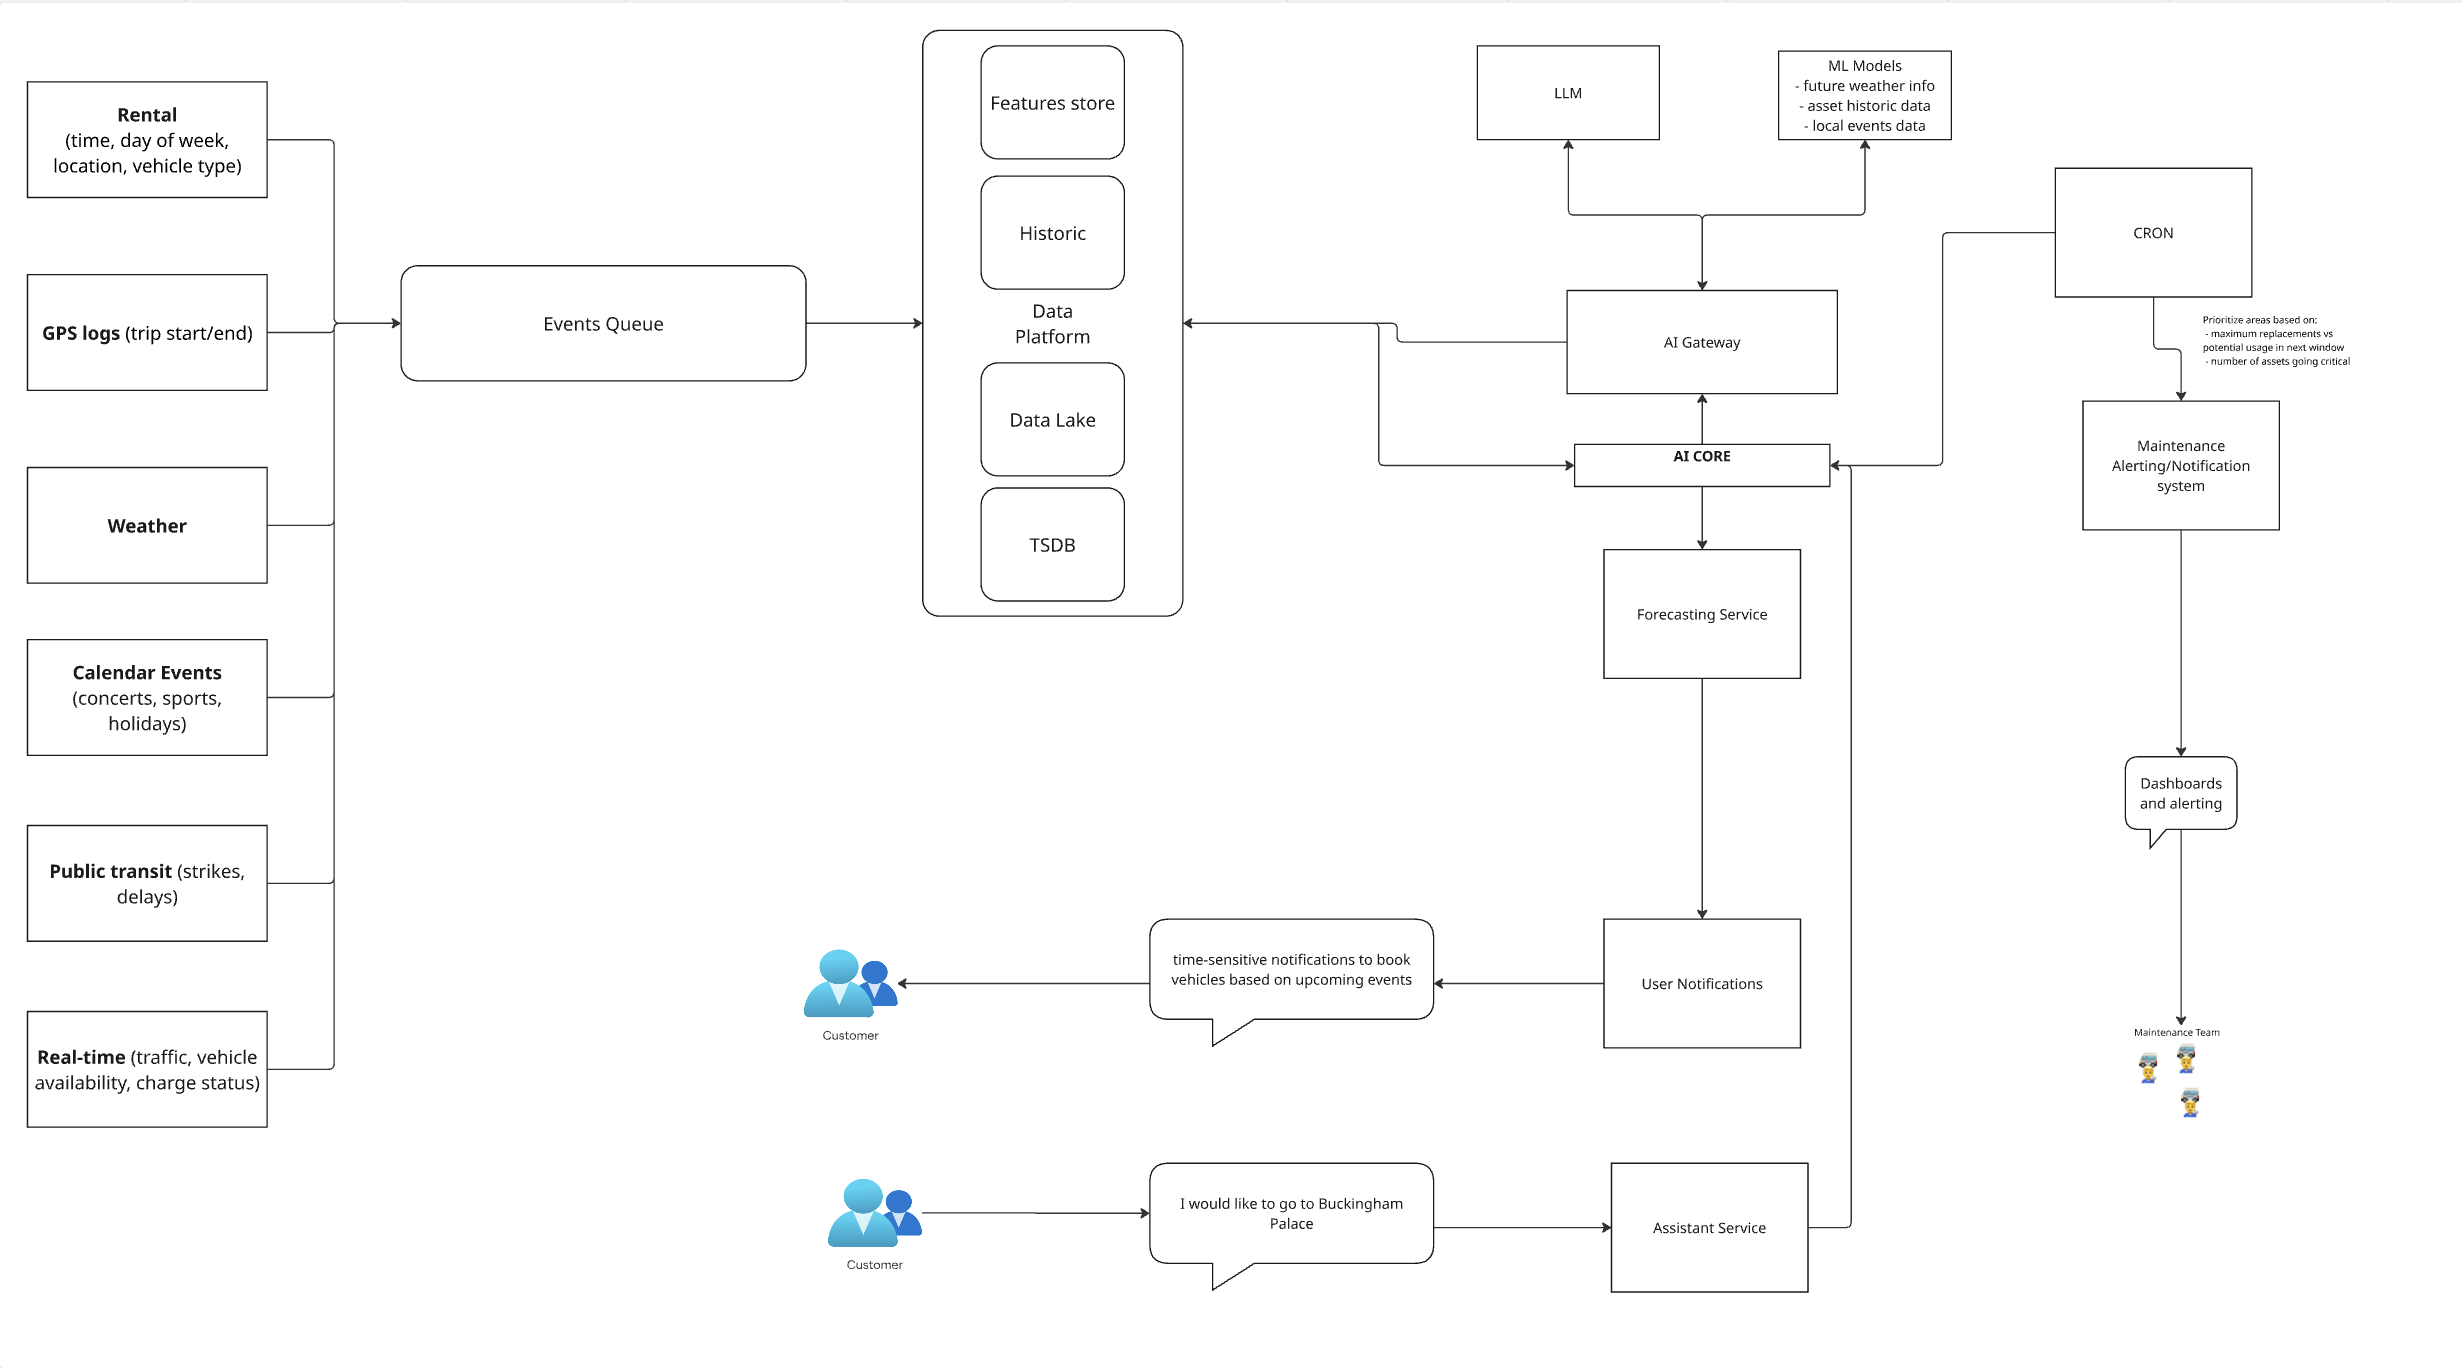 Rental
(time, day of week,
location, vehicle type)
GPS logs (trip start/end)
Weather
Calendar Events
(concerts, sports,
holidays)
Public transit (strikes,
delays)
Real-time (traffic, vehicle
availability, charge status)
Events Queue
Features store
Historic
Data
Platform
Data Lake
TSDB
LLM
ML Models
- future weather info
- asset historic data
- local events data
AI Gateway
AI CORE
Forecasting Service
User Notifications
time-sensitive notifications to book
vehicles based on upcoming events
Customer
Customer
I would like to go to Buckingham
Palace
Assistant Service
CRON
Prioritize areas based on:
- maximum replacements vs
potential usage in next window
- number of assets going critical
Maintenance
Alerting/Notification
system
Dashboards
and alerting
Maintenance Team